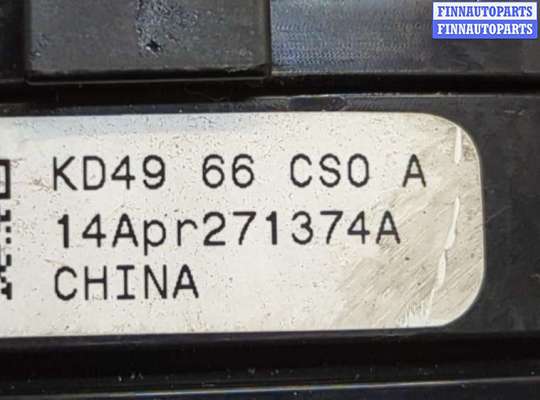 FINNAUTOPARTS
FINNAUTOPARTS
KD49 66 CS0 A
14Apr271374A
CHINA